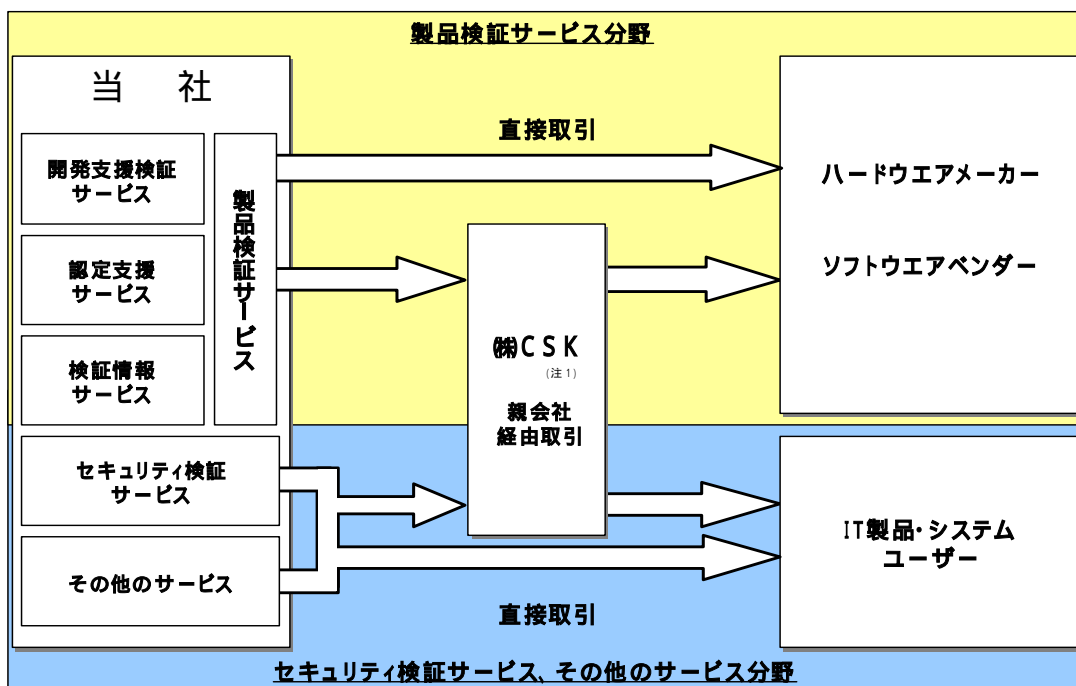 製品検証サービス分野
当 社
開発支援検証
サービス
認定支援
サービス
検証情報
サービス
製品検証サービス
セキュリティ検証
サービス
その他のサービス
直接取引
㈱CSK
(注1)
親会社
経由取引
直接取引
ハードウエアメーカー
ソフトウエアベンダー
IT製品・システム
ユーザー
セキュリティ検証サービス、その他のサービス分野